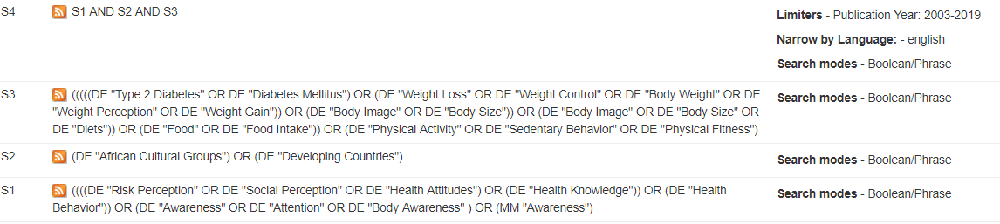 S4 S1 AND S2 AND S3 Limiters - Publication Year: 2003-2019
Narrow by Language: - english
Search modes - Boolean/Phrase
S3 (((((DE "Type 2 Diabetes" OR DE "Diabetes Mellitus") OR (DE "Weight Loss" OR DE "Weight Control" OR DE "Body Weight" OR DE Search modes - Boolean/Phrase
"Weight Perception" OR DE "Weight Gain")) OR (DE "Body Image" OR DE "Body Size")) OR (DE "Body Image" OR DE "Body Size" OR
DE "Diets")) OR (DE "Food" OR DE "Food Intake")) OR (DE "Physical Activity" OR DE "Sedentary Behavior" OR DE "Physical Fitness")
S2 (DE "African Cultural Groups") OR (DE "Developing Countries") Search modes - Boolean/Phrase
S1 ((((DE "Risk Perception" OR DE "Social Perception" OR DE "Health Attitudes") OR (DE "Health Knowledge")) OR (DE "Health Search modes - Boolean/Phrase
Behavior")) OR (DE "Awareness" OR DE "Attention" OR DE "Body Awareness" ) OR (MM "Awareness")